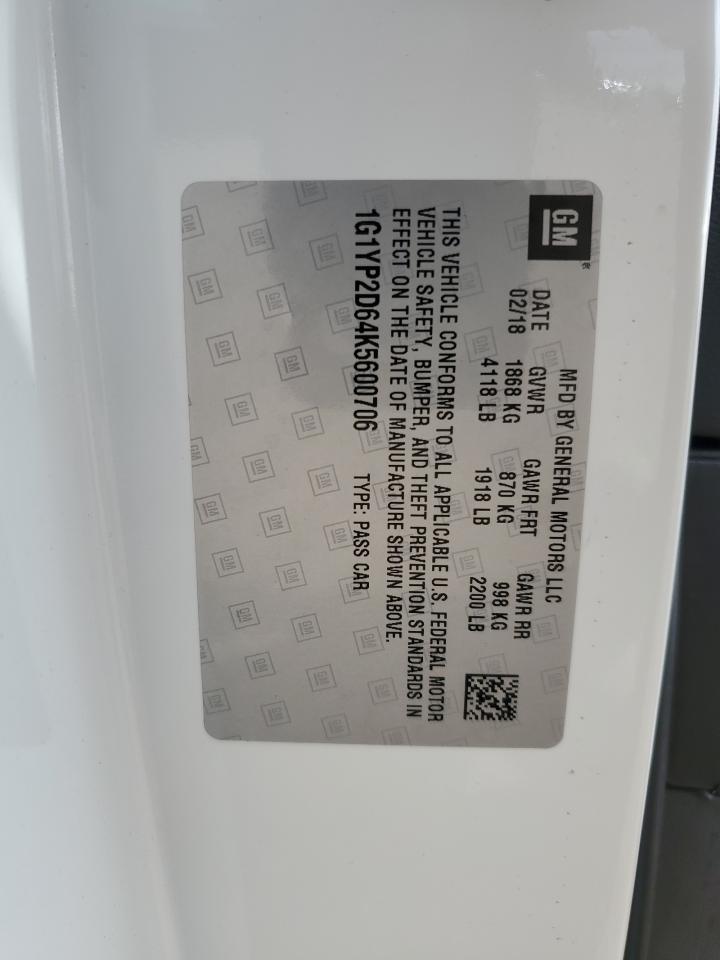 GM
MFD BY GENERAL MOTORS LLC
DATE GVWR GAWR FRT GAWR RR
02/18 1868 KG 870 KG 998 KG
4118 LB 1918 LB 2200 LB
THIS VEHICLE CONFORMS TO ALL APPLICABLE U.S. FEDERAL MOTOR
VEHICLE SAFETY, BUMPER, AND THEFT PREVENTION STANDARDS IN
EFFECT ON THE DATE OF MANUFACTURE SHOWN ABOVE.
1G1YP2D64K5600706 TYPE: PASS CAR